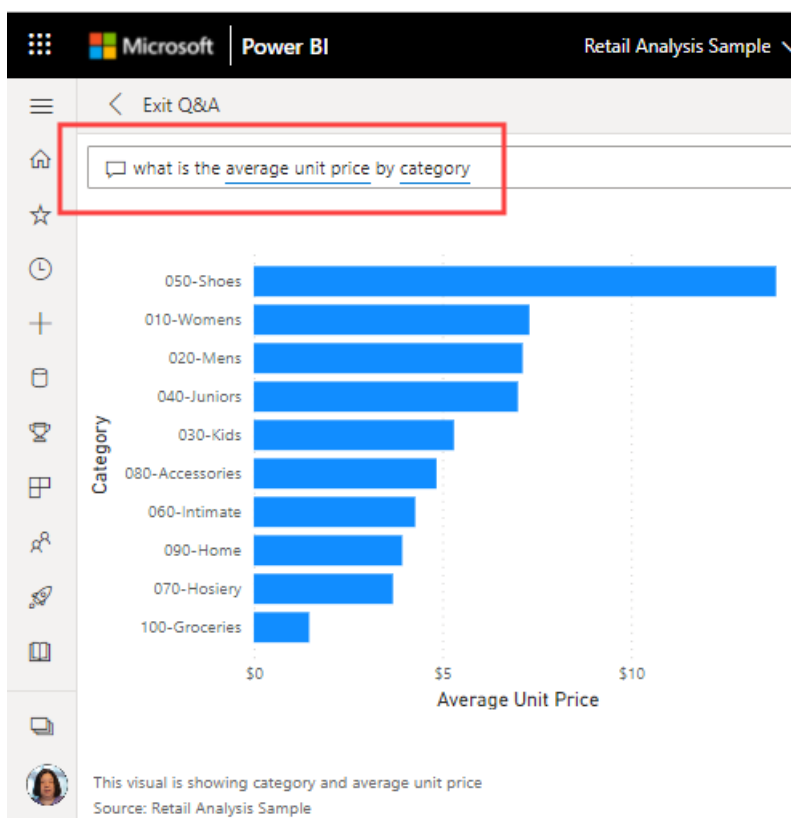 Microsoft Power BI Retail Analysis Sample
Exit Q&A
what is the average unit price by category
Category
050-Shoes
010-Womens
020-Mens
040-Juniors
030-Kids
080-Accessories
060-Intimate
090-Home
070-Hosiery
100-Groceries
$0 $5 $10
Average Unit Price
This visual is showing category and average unit price
Source: Retail Analysis Sample